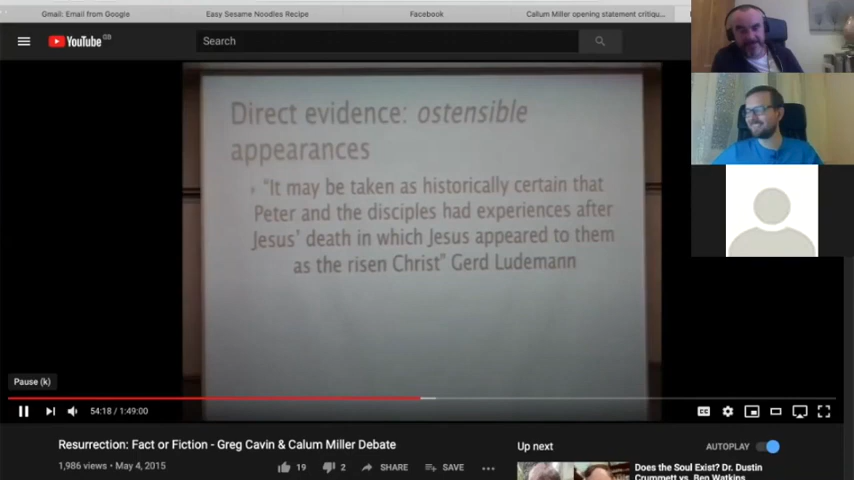 Gmail: Email from Google
Easy Sesame Noodles Recipe
Facebook
Callum Miller opening statement critiqu...
YouTube GB
Search
Direct evidence: ostensible
appearances
"It may be taken as historically certain that
Peter and the disciples had experiences after
Jesus' death in which Jesus appeared to them
as the risen Christ" Gerd Ludemann
Pause (k)
54:18 / 1:49:00
CC
Resurrection: Fact or Fiction - Greg Cavin & Calum Miller Debate
1,986 views • May 4, 2015
19
2
SHARE
SAVE
Up next
AUTOPLAY
Does the Soul Exist? Dr. Dustin
Crummett vs. Ben Watkins